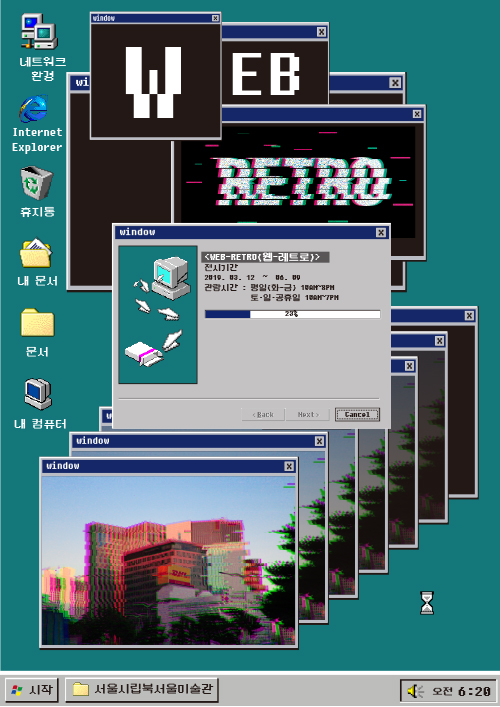 window
W
EB
wi
RETRO
window
<WEB-RETRO(웹-레트로)>
전시기간
2019. 03. 12 ~ 06. 09
관람시간 : 평일(화-금) 10AM-8PM
토·일·공휴일 10AM-7PM
23%
<Back
Next>
Cancel
네트워크
환경
Internet
Explorer
휴지통
내 문서
문서
내 컴퓨터
w
window
window
시작
서울시립북서울미술관
오전 6:20